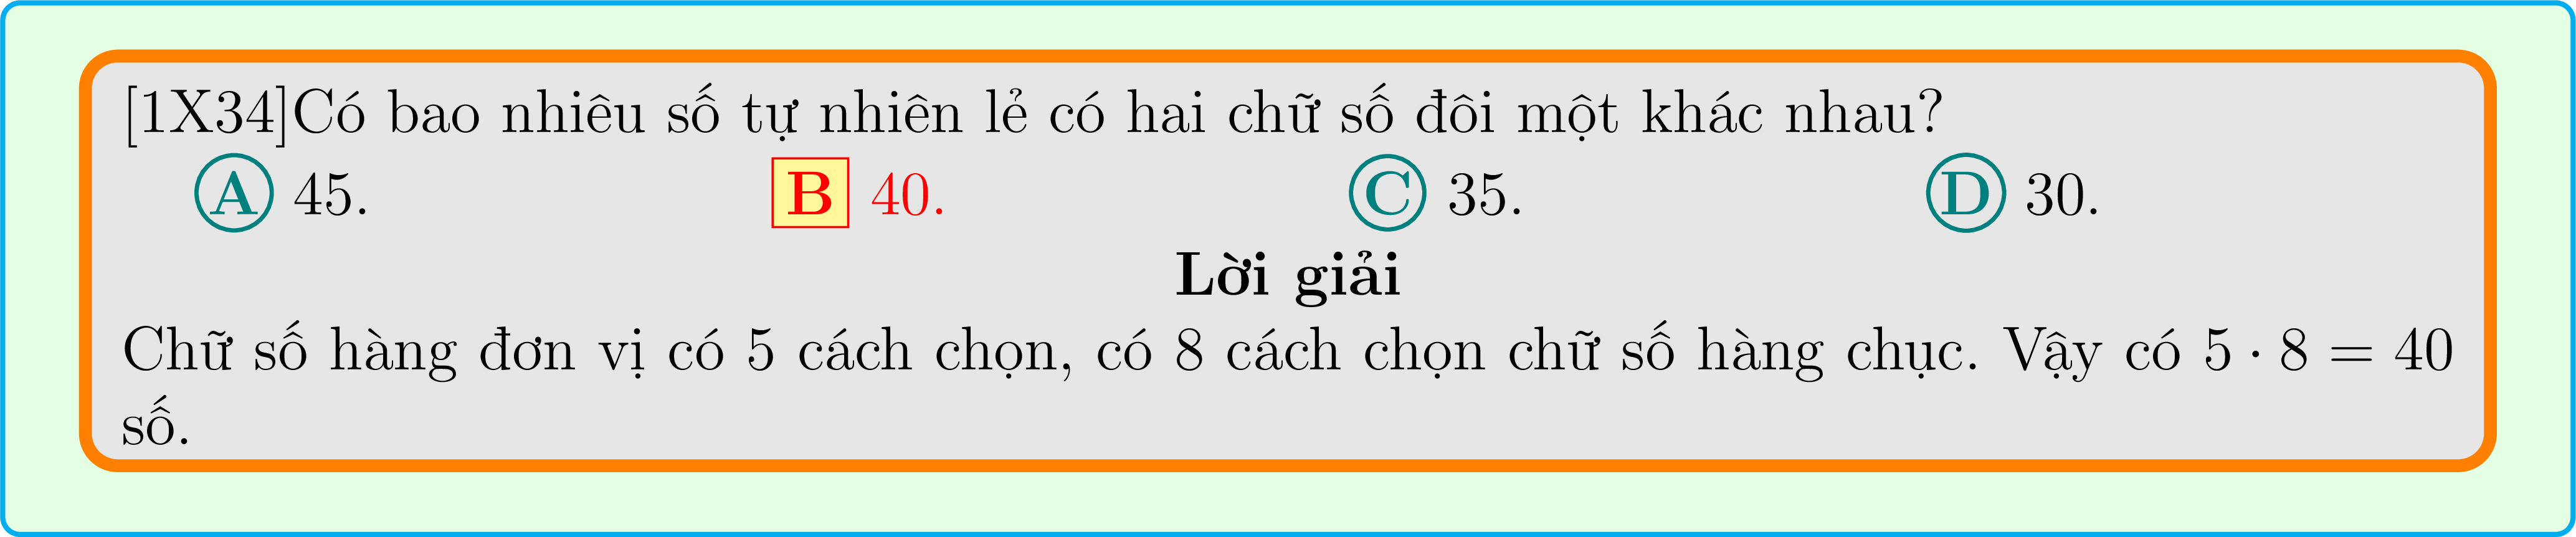 [1X34]Có bao nhiêu số tự nhiên lẻ có hai chữ số đôi một khác nhau?
A 45. B 40. C 35. D 30.
Lời giải
Chữ số hàng đơn vị có 5 cách chọn, có 8 cách chọn chữ số hàng chục. Vậy có 5 · 8 = 40
số.